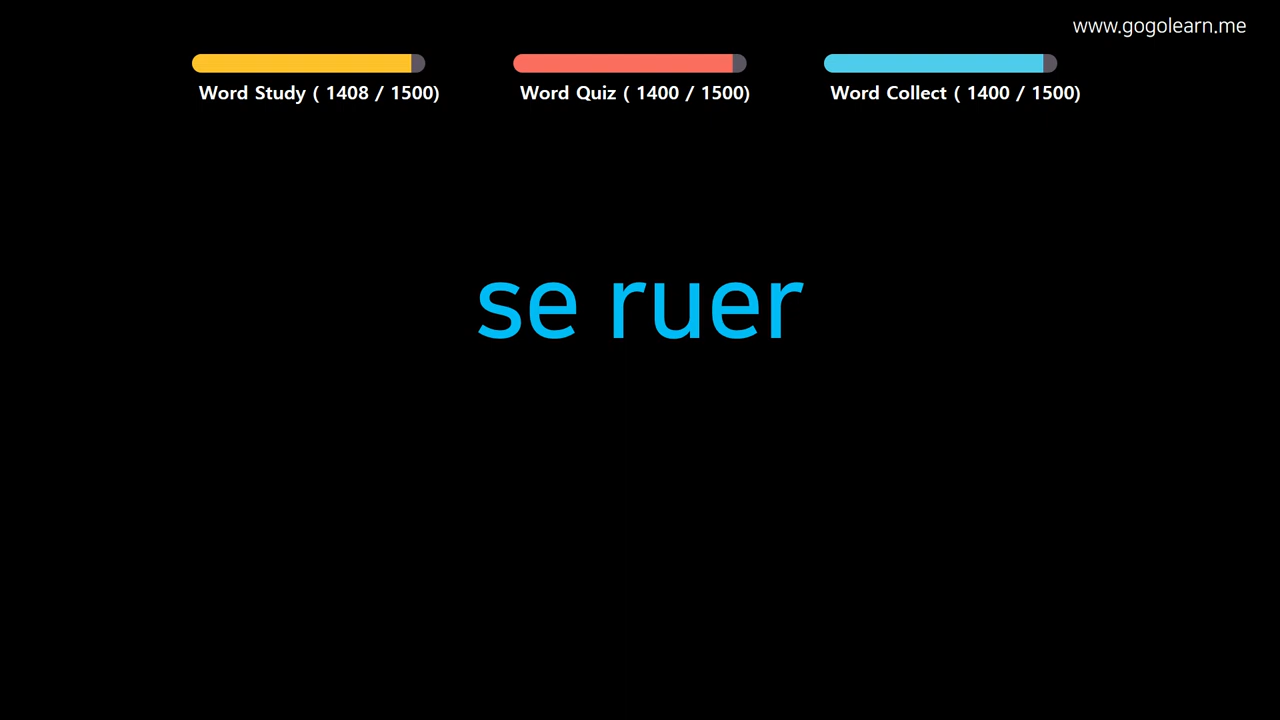 www.gogolearn.me
Word Study ( 1408 / 1500)
Word Quiz ( 1400 / 1500)
Word Collect ( 1400 / 1500)
se ruer